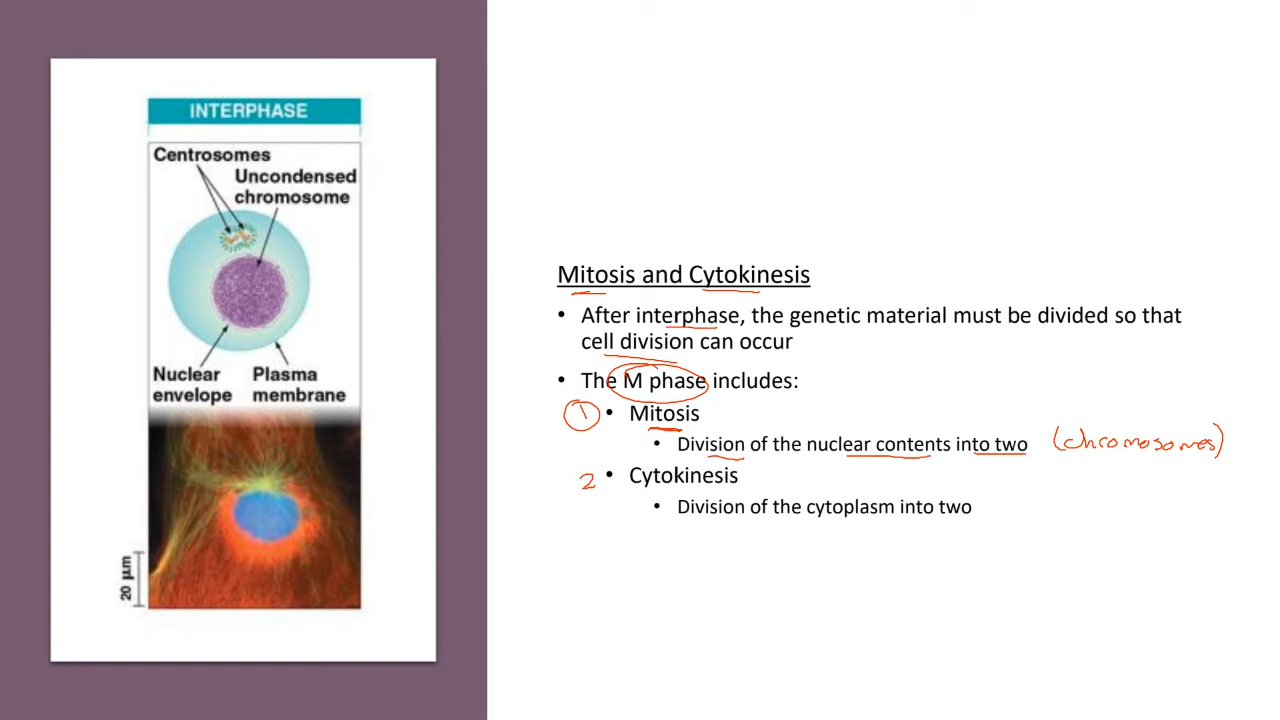 INTERPHASE
Centrosomes
Uncondensed
chromosome
Nuclear
envelope
Plasma
membrane
20 μm
Mitosis and Cytokinesis
• After interphase, the genetic material must be divided so that
cell division can occur
• The M phase includes:
1 • Mitosis
• Division of the nuclear contents into two (chromosomes)
2 • Cytokinesis
• Division of the cytoplasm into two